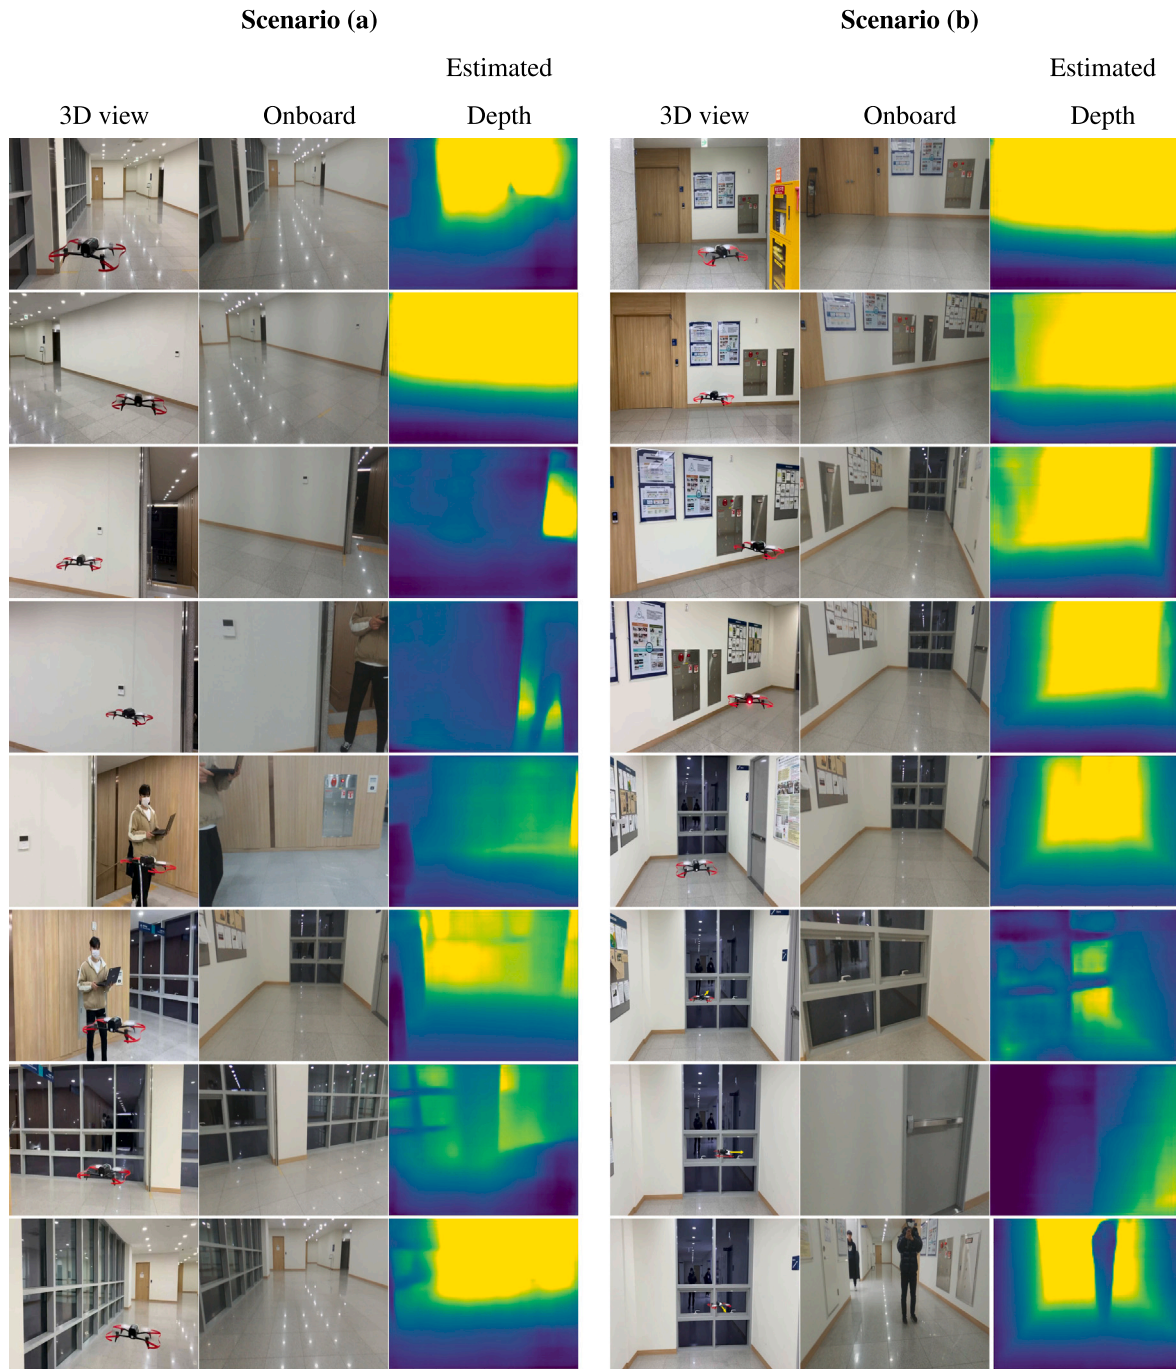 Scenario (a)
Scenario (b)
Estimated
Estimated
3D view
Onboard
Depth
3D view
Onboard
Depth